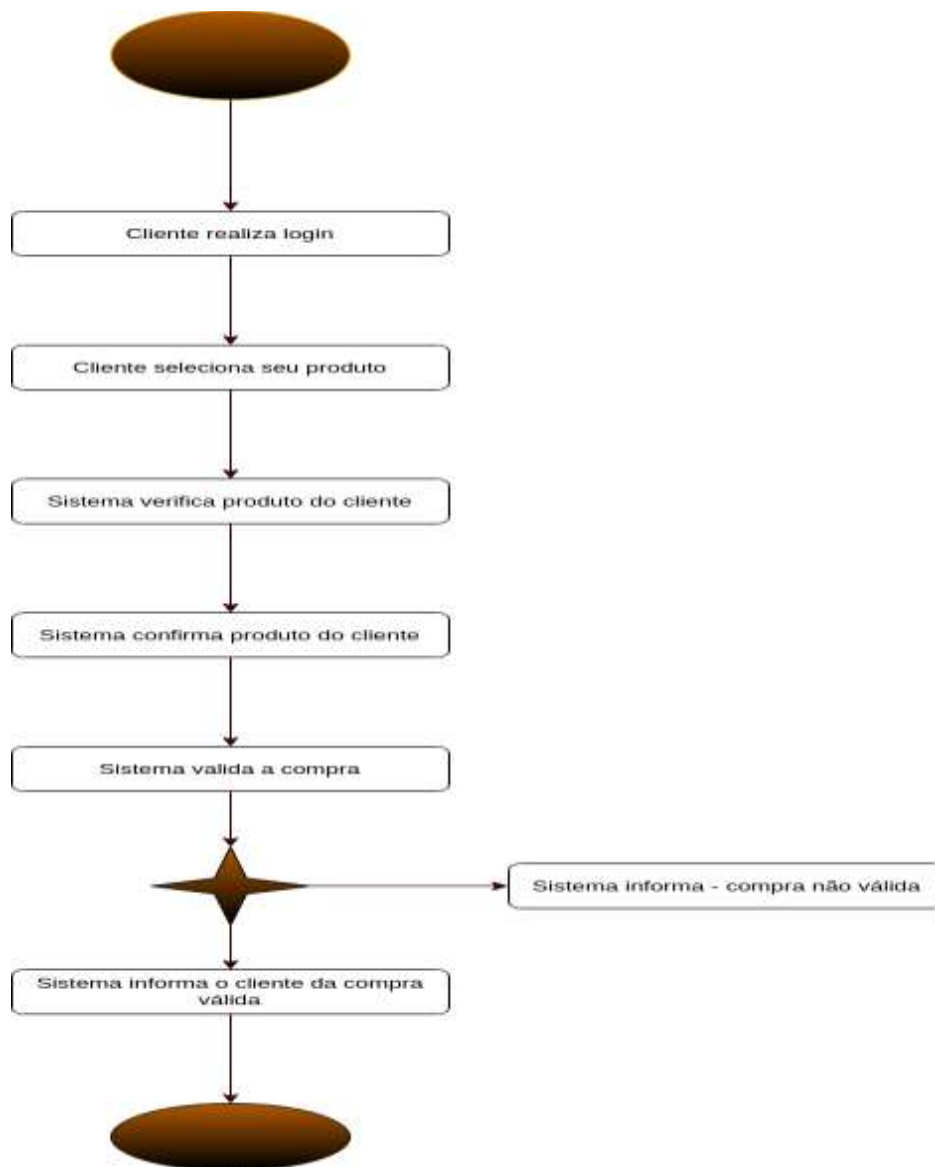 Cliente realiza login
Cliente seleciona seu produto
Sistema verifica produto do cliente
Sistema confirma produto do cliente
Sistema valida a compra
Sistema informa - compra não válida
Sistema informa o cliente da compra
válida